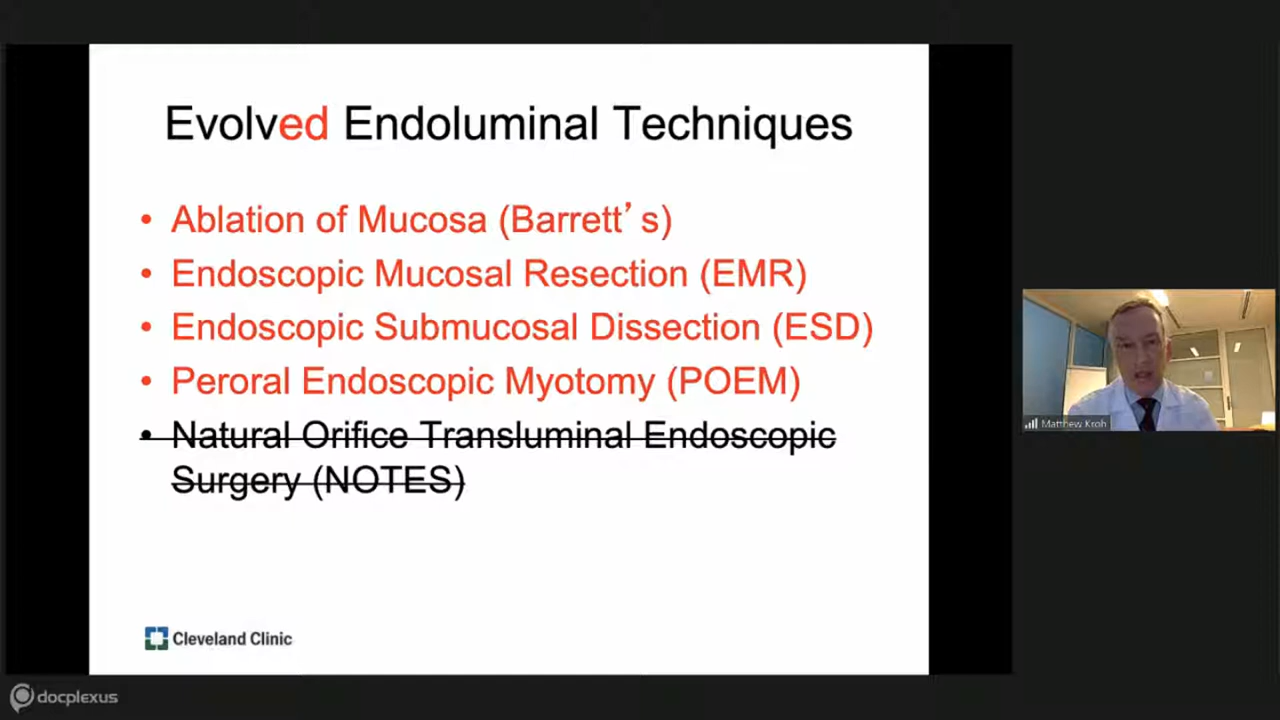 Evolved Endoluminal Techniques
• Ablation of Mucosa (Barrett’s)
• Endoscopic Mucosal Resection (EMR)
• Endoscopic Submucosal Dissection (ESD)
• Peroral Endoscopic Myotomy (POEM)
• Natural Orifice Transluminal Endoscopic
Surgery (NOTES)
Cleveland Clinic
Matthew Kroh
docplexus